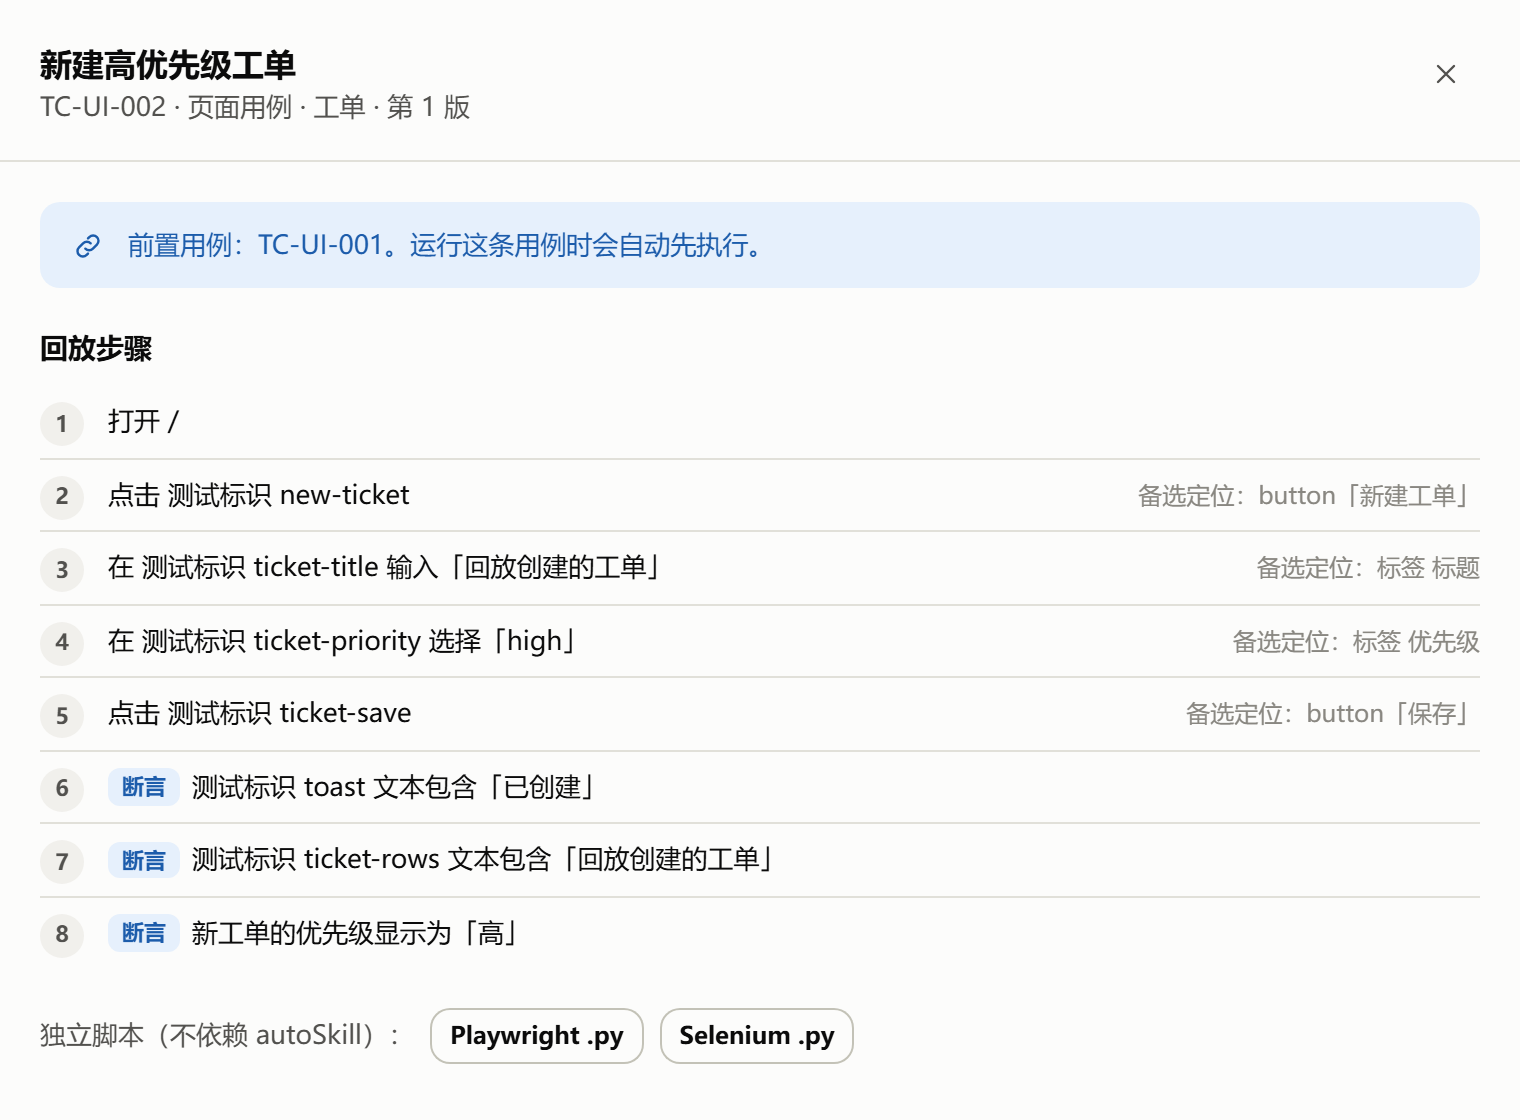 新建高优先级工单
TC-UI-002 · 页面用例 · 工单 · 第 1 版
前置用例：TC-UI-001。运行这条用例时会自动先执行。
回放步骤
1 打开 /
2 点击 测试标识 new-ticket 备选定位：button「新建工单」
3 在 测试标识 ticket-title 输入「回放创建的工单」 备选定位：标签 标题
4 在 测试标识 ticket-priority 选择「high」 备选定位：标签 优先级
5 点击 测试标识 ticket-save 备选定位：button「保存」
6 断言 测试标识 toast 文本包含「已创建」
7 断言 测试标识 ticket-rows 文本包含「回放创建的工单」
8 断言 新工单的优先级显示为「高」
独立脚本（不依赖 autoSkill）： Playwright .py Selenium .py